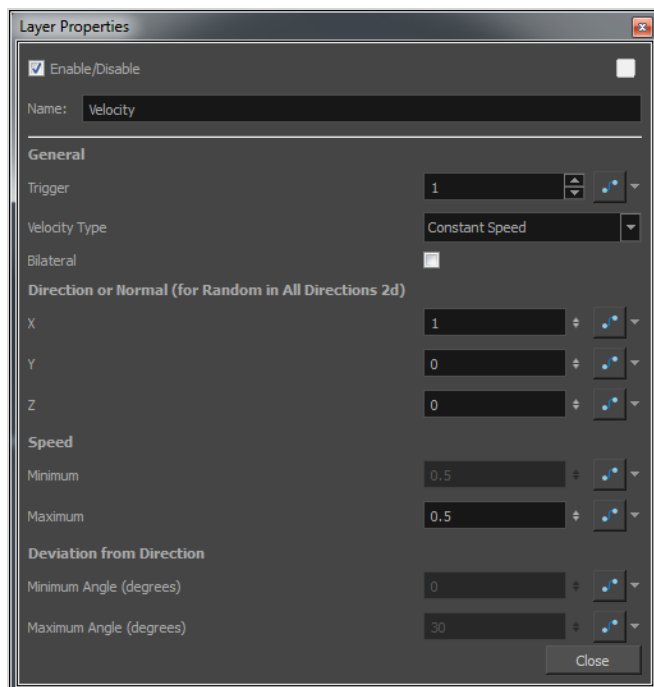 Layer Properties
Enable/Disable
Name: Velocity
General
Trigger 1
Velocity Type Constant Speed
Bilateral
Direction or Normal (for Random in All Directions 2d)
X 1
Y 0
Z 0
Speed
Minimum 0.5
Maximum 0.5
Deviation from Direction
Minimum Angle (degrees) 0
Maximum Angle (degrees) 30
Close